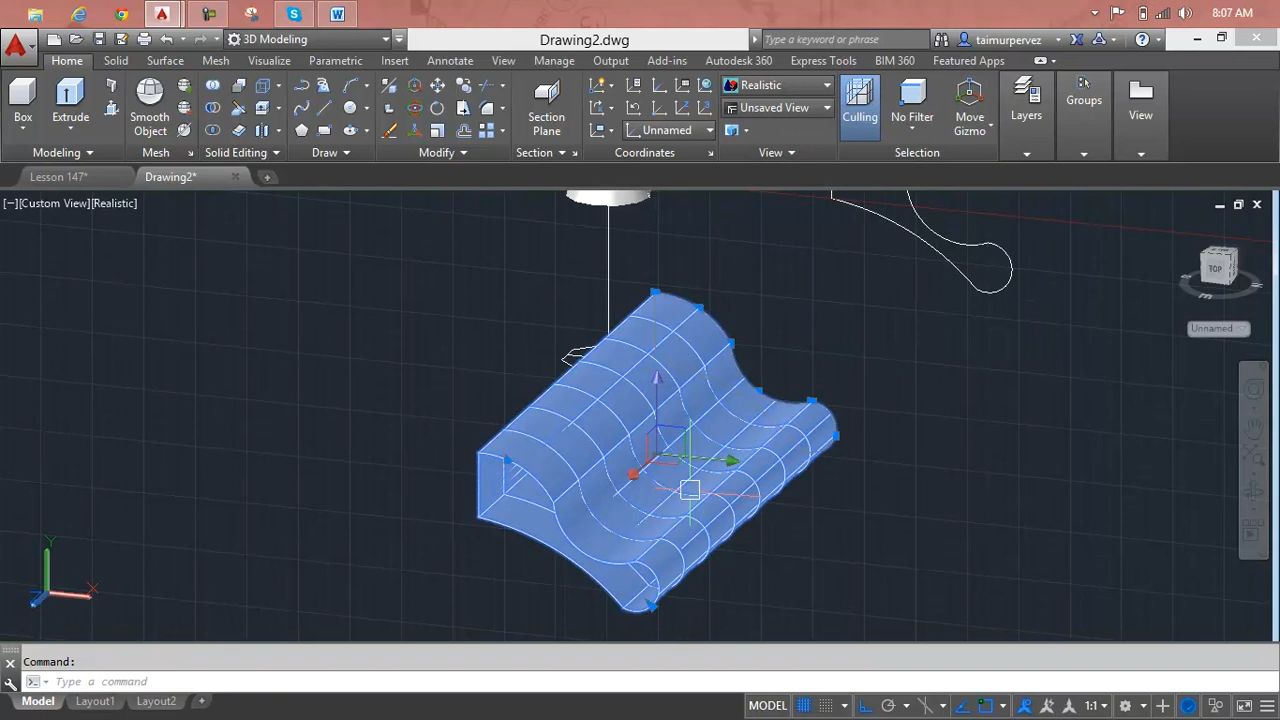 8:07 AM
3D Modeling
Drawing2.dwg
Type a keyword or phrase
taimurpervez
Home Solid Surface Mesh Visualize Parametric Insert Annotate View Manage Output Add-ins Autodesk 360 Express Tools BIM 360 Featured Apps
Box Extrude Smooth Object Section Plane Realistic Unsaved View Unnamed Culling No Filter Move Gizmo Layers Groups View
Modeling Mesh Solid Editing Draw Modify Section Coordinates View Selection
Lesson 147* Drawing2*
[−][Custom View][Realistic]
TOP
Unnamed
Y
X
Command:
Type a command
Model Layout1 Layout2
MODEL 1:1